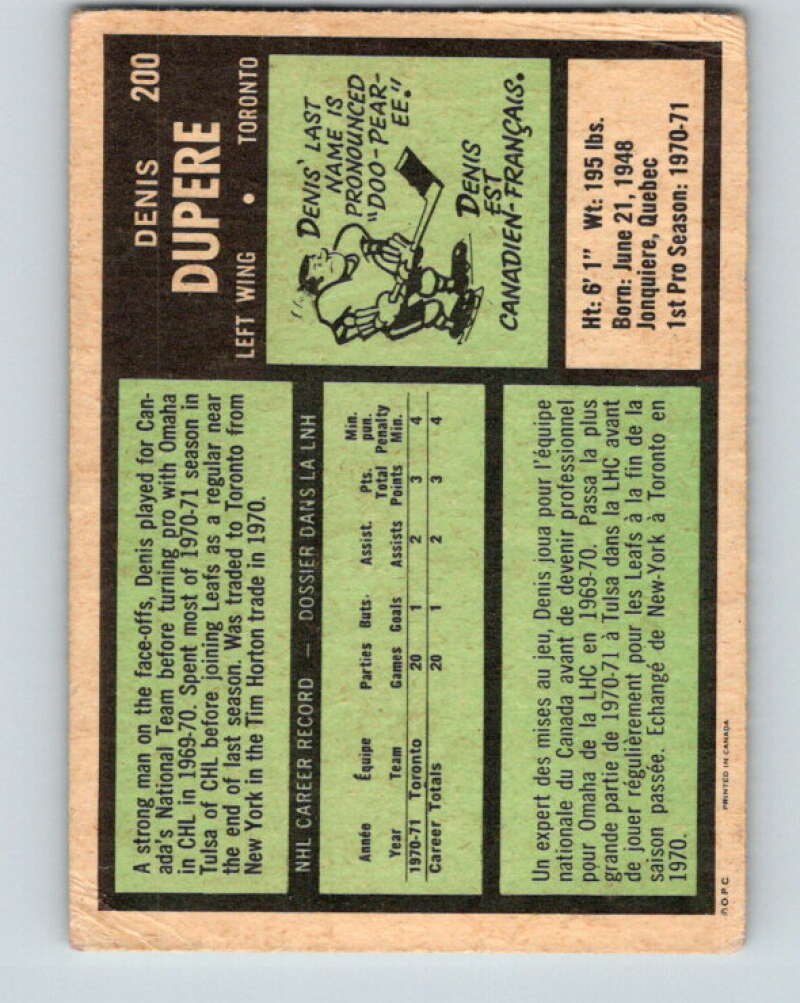 DENIS 200
DUPERE
LEFT WING • TORONTO
A strong man on the face-offs, Denis played for Can-
ada's National Team before turning pro with Omaha
in CHL in 1969-70. Spent most of 1970-71 season in
Tulsa of CHL before joining Leafs as a regular near
the end of last season. Was traded to Toronto from
New York in the Tim Horton trade in 1970.
DENIS' LAST
NAME IS
PRONOUNCED
"DOO-PEAR-
EE."
DENIS
EST
CANADIEN-FRANÇAIS.
NHL CAREER RECORD — DOSSIER DANS LA LNH
Année Équipe Parties Buts. Assist. Pts. Min. pun.
Year Team Games Goals Assists Total Points Penalty Min.
1970-71 Toronto 20 1 2 3 4
Career Totals 20 1 2 3 4
Ht: 6' 1" Wt: 195 lbs.
Born: June 21, 1948
Jonquiere, Quebec
1st Pro Season: 1970-71
Un expert des mises au jeu, Denis joua pour l'équipe
nationale du Canada avant de devenir professionnel
pour Omaha de la LHC en 1969-70. Passa la plus
grande partie de 1970-71 à Tulsa dans la LHC avant
de jouer régulièrement pour les Leafs à la fin de la
saison passée. Echangé de New-York à Toronto en
1970.
O.P.C. PRINTED IN CANADA